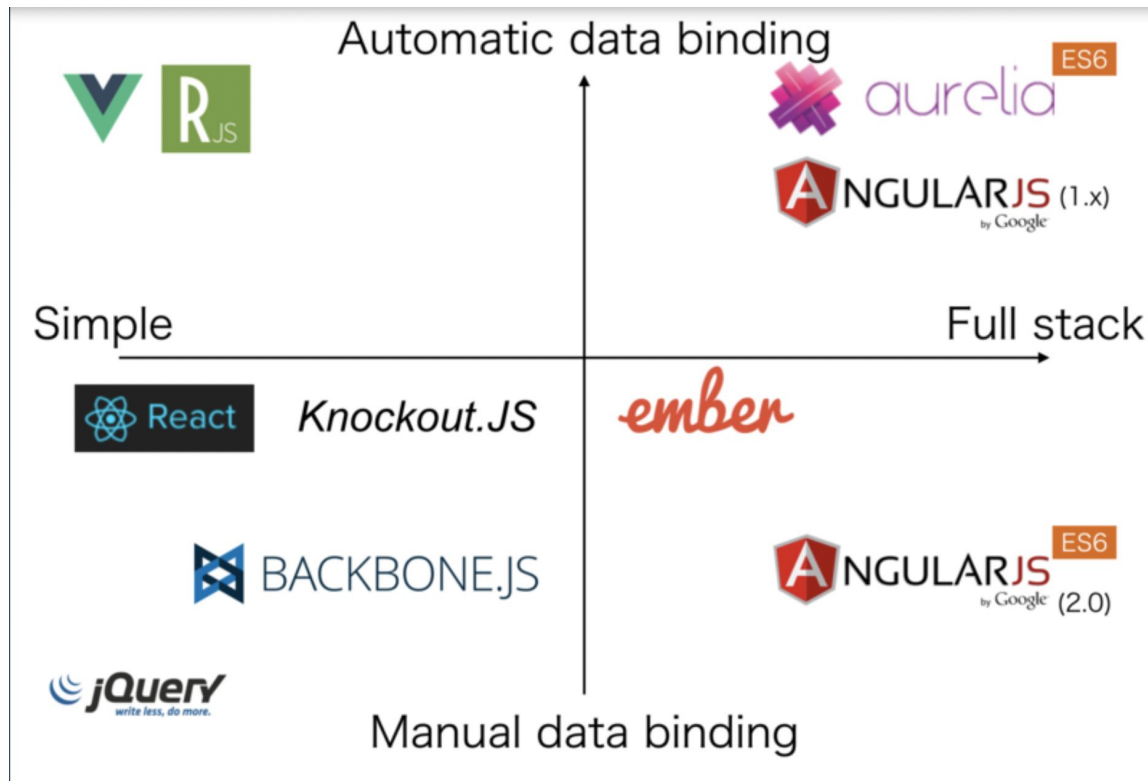 Automatic data binding
RJS
aurelia ES6
ANGULARJS (1.x)
by Google
Simple
Full stack
React
Knockout.JS
ember
BACKBONE.JS
ES6
ANGULARJS
by Google (2.0)
jQuery
write less, do more.
Manual data binding